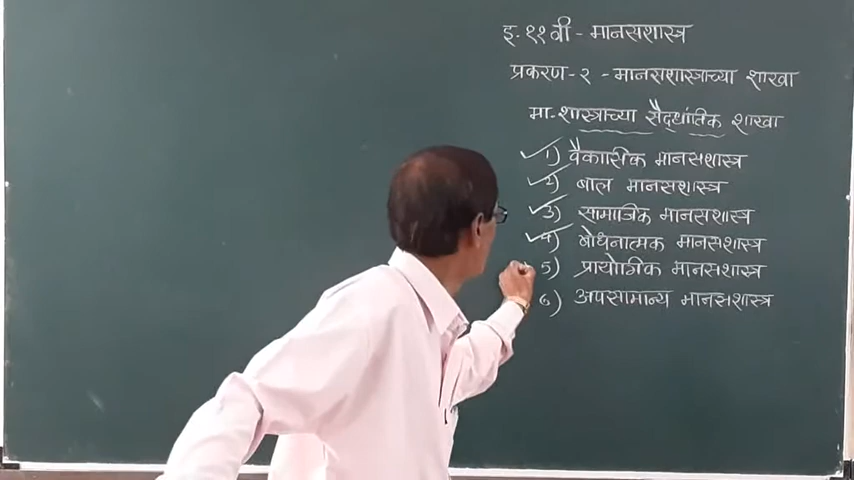 इ. ११ वी - मानसशास्त्र
प्रकरण - २ - मानसशास्त्राच्या शाखा
मा. शास्त्राच्या सैद्धांतिक शाखा
१) वैकासिक मानसशास्त्र
२) बाल मानसशास्त्र
३) सामाजिक मानसशास्त्र
४) बोधनात्मक मानसशास्त्र
५) प्रायोगिक मानसशास्त्र
६) अपसामान्य मानसशास्त्र